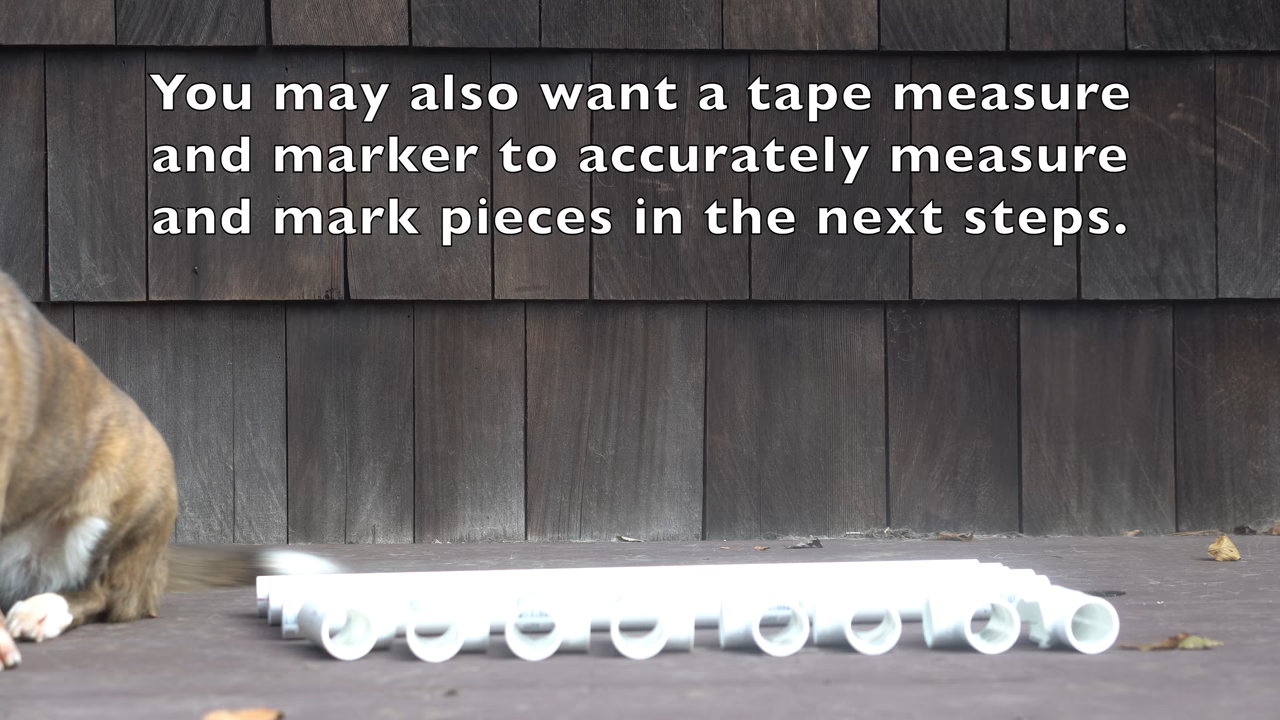 You may also want a tape measure
and marker to accurately measure
and mark pieces in the next steps.